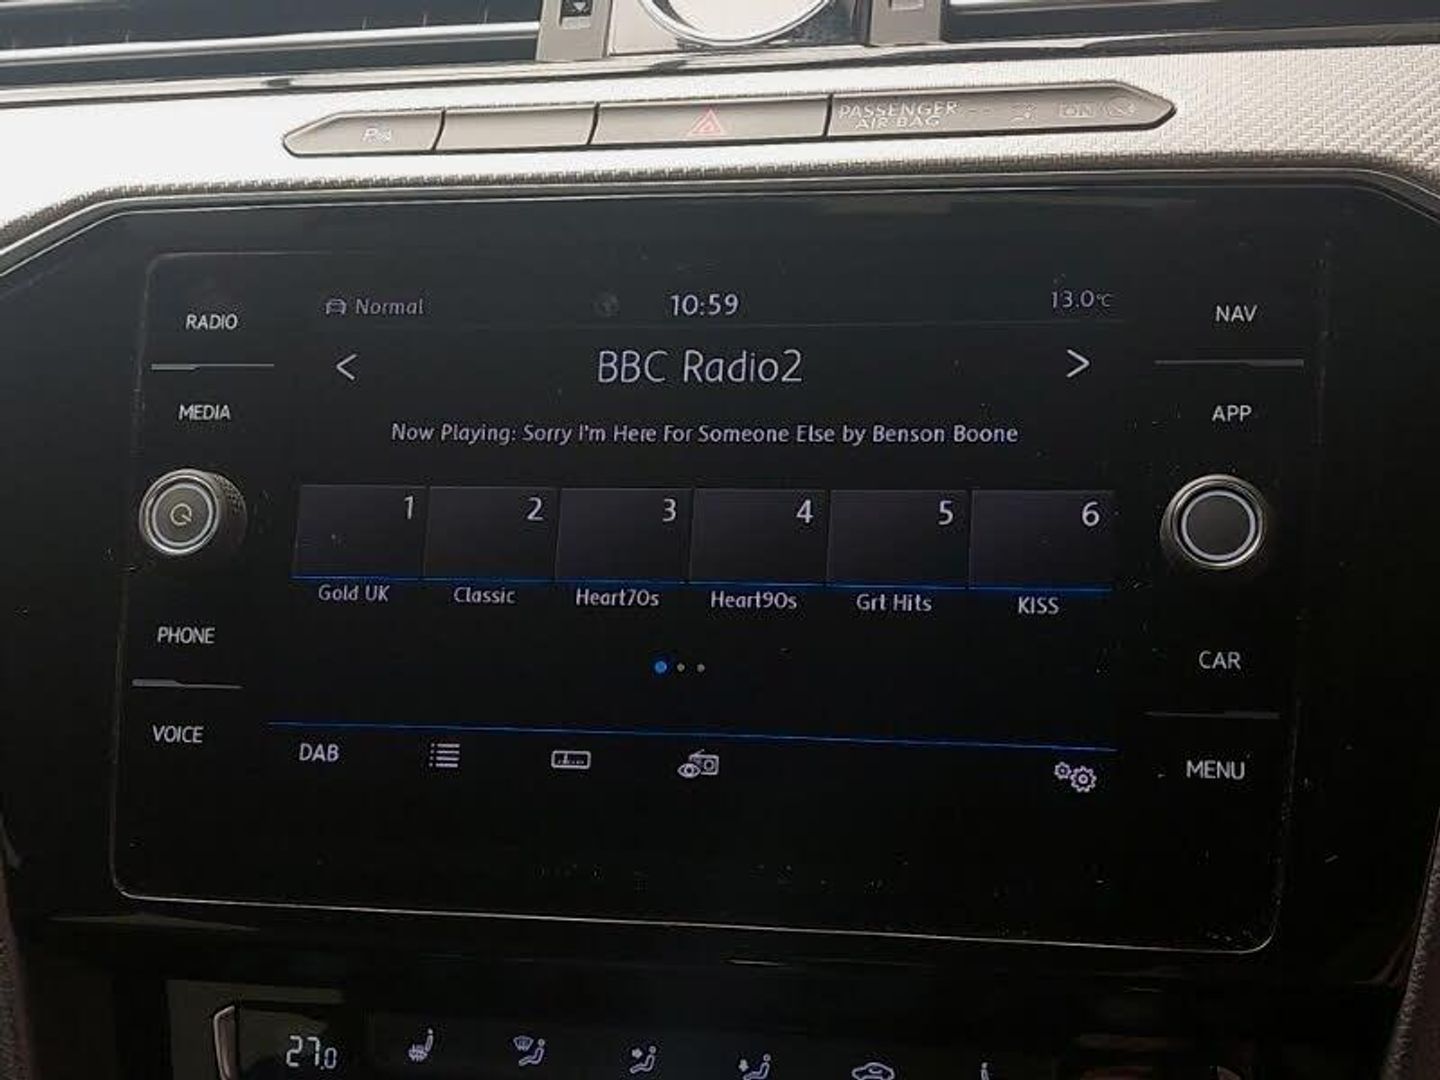 PASSENGER
AIR BAG
RADIO
Normal
10:59
13.0°C
NAV
<
BBC Radio2
>
MEDIA
APP
Now Playing: Sorry I'm Here For Someone Else by Benson Boone
1 2 3 4 5 6
Gold UK Classic Heart70s Heart90s Grt Hits KISS
PHONE
CAR
VOICE
DAB
MENU
27.0